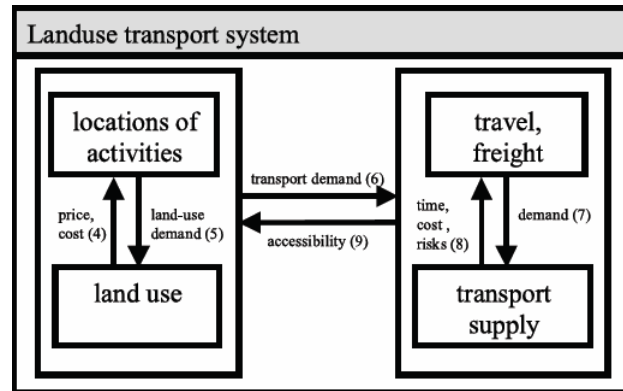 Landuse transport system
locations of
activities
travel,
freight
transport demand (6)
price,
cost (4)
land-use
demand (5)
accessibility (9)
time,
cost ,
risks (8)
demand (7)
land use
transport
supply